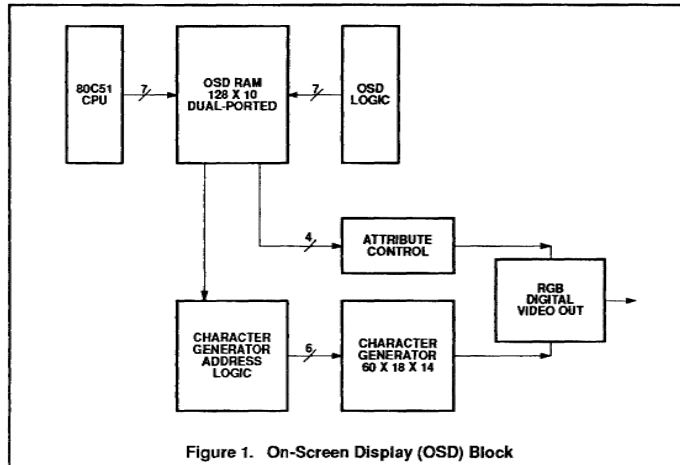 80C51
CPU
7
OSD RAM
128 X 10
DUAL-PORTED
7
OSD
LOGIC
4
ATTRIBUTE
CONTROL
RGB
DIGITAL
VIDEO OUT
CHARACTER
GENERATOR
ADDRESS
LOGIC
6
CHARACTER
GENERATOR
60 X 18 X 14
Figure 1. On-Screen Display (OSD) Block